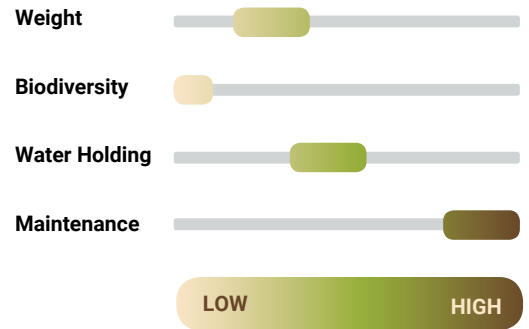 Weight
Biodiversity
Water Holding
Maintenance
LOW HIGH